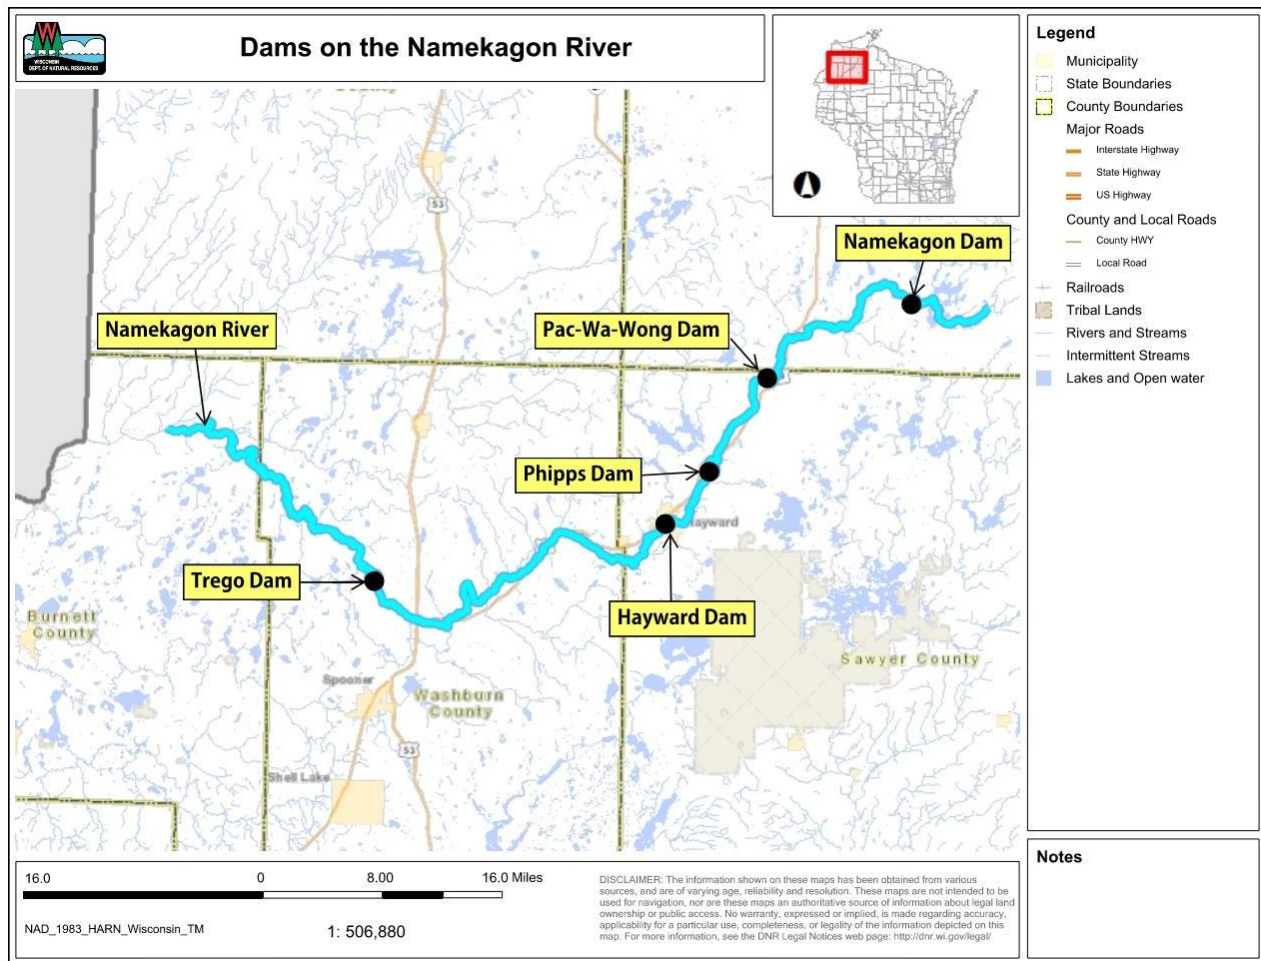 WISCONSIN
DEPT. OF NATURAL RESOURCES
Dams on the Namekagon River
53
Namekagon Dam
Namekagon River
Pac-Wa-Wong Dam
Phipps Dam
Hayward
Trego Dam
Hayward Dam
Burnett
County
Sawyer County
Spooner
Washburn
County
53
Shell Lake
Legend
Municipality
State Boundaries
County Boundaries
Major Roads
Interstate Highway
State Highway
US Highway
County and Local Roads
County HWY
Local Road
Railroads
Tribal Lands
Rivers and Streams
Intermittent Streams
Lakes and Open water
Notes
16.0 0 8.00 16.0 Miles
NAD_1983_HARN_Wisconsin_TM
1: 506,880
DISCLAIMER: The information shown on these maps has been obtained from various
sources, and are of varying age, reliability and resolution. These maps are not intended to be
used for navigation, nor are these maps an authoritative source of information about legal land
ownership or public access. No warranty, expressed or implied, is made regarding accuracy,
applicability for a particular use, completeness, or legality of the information depicted on this
map. For more information, see the DNR Legal Notices web page: http://dnr.wi.gov/legal/